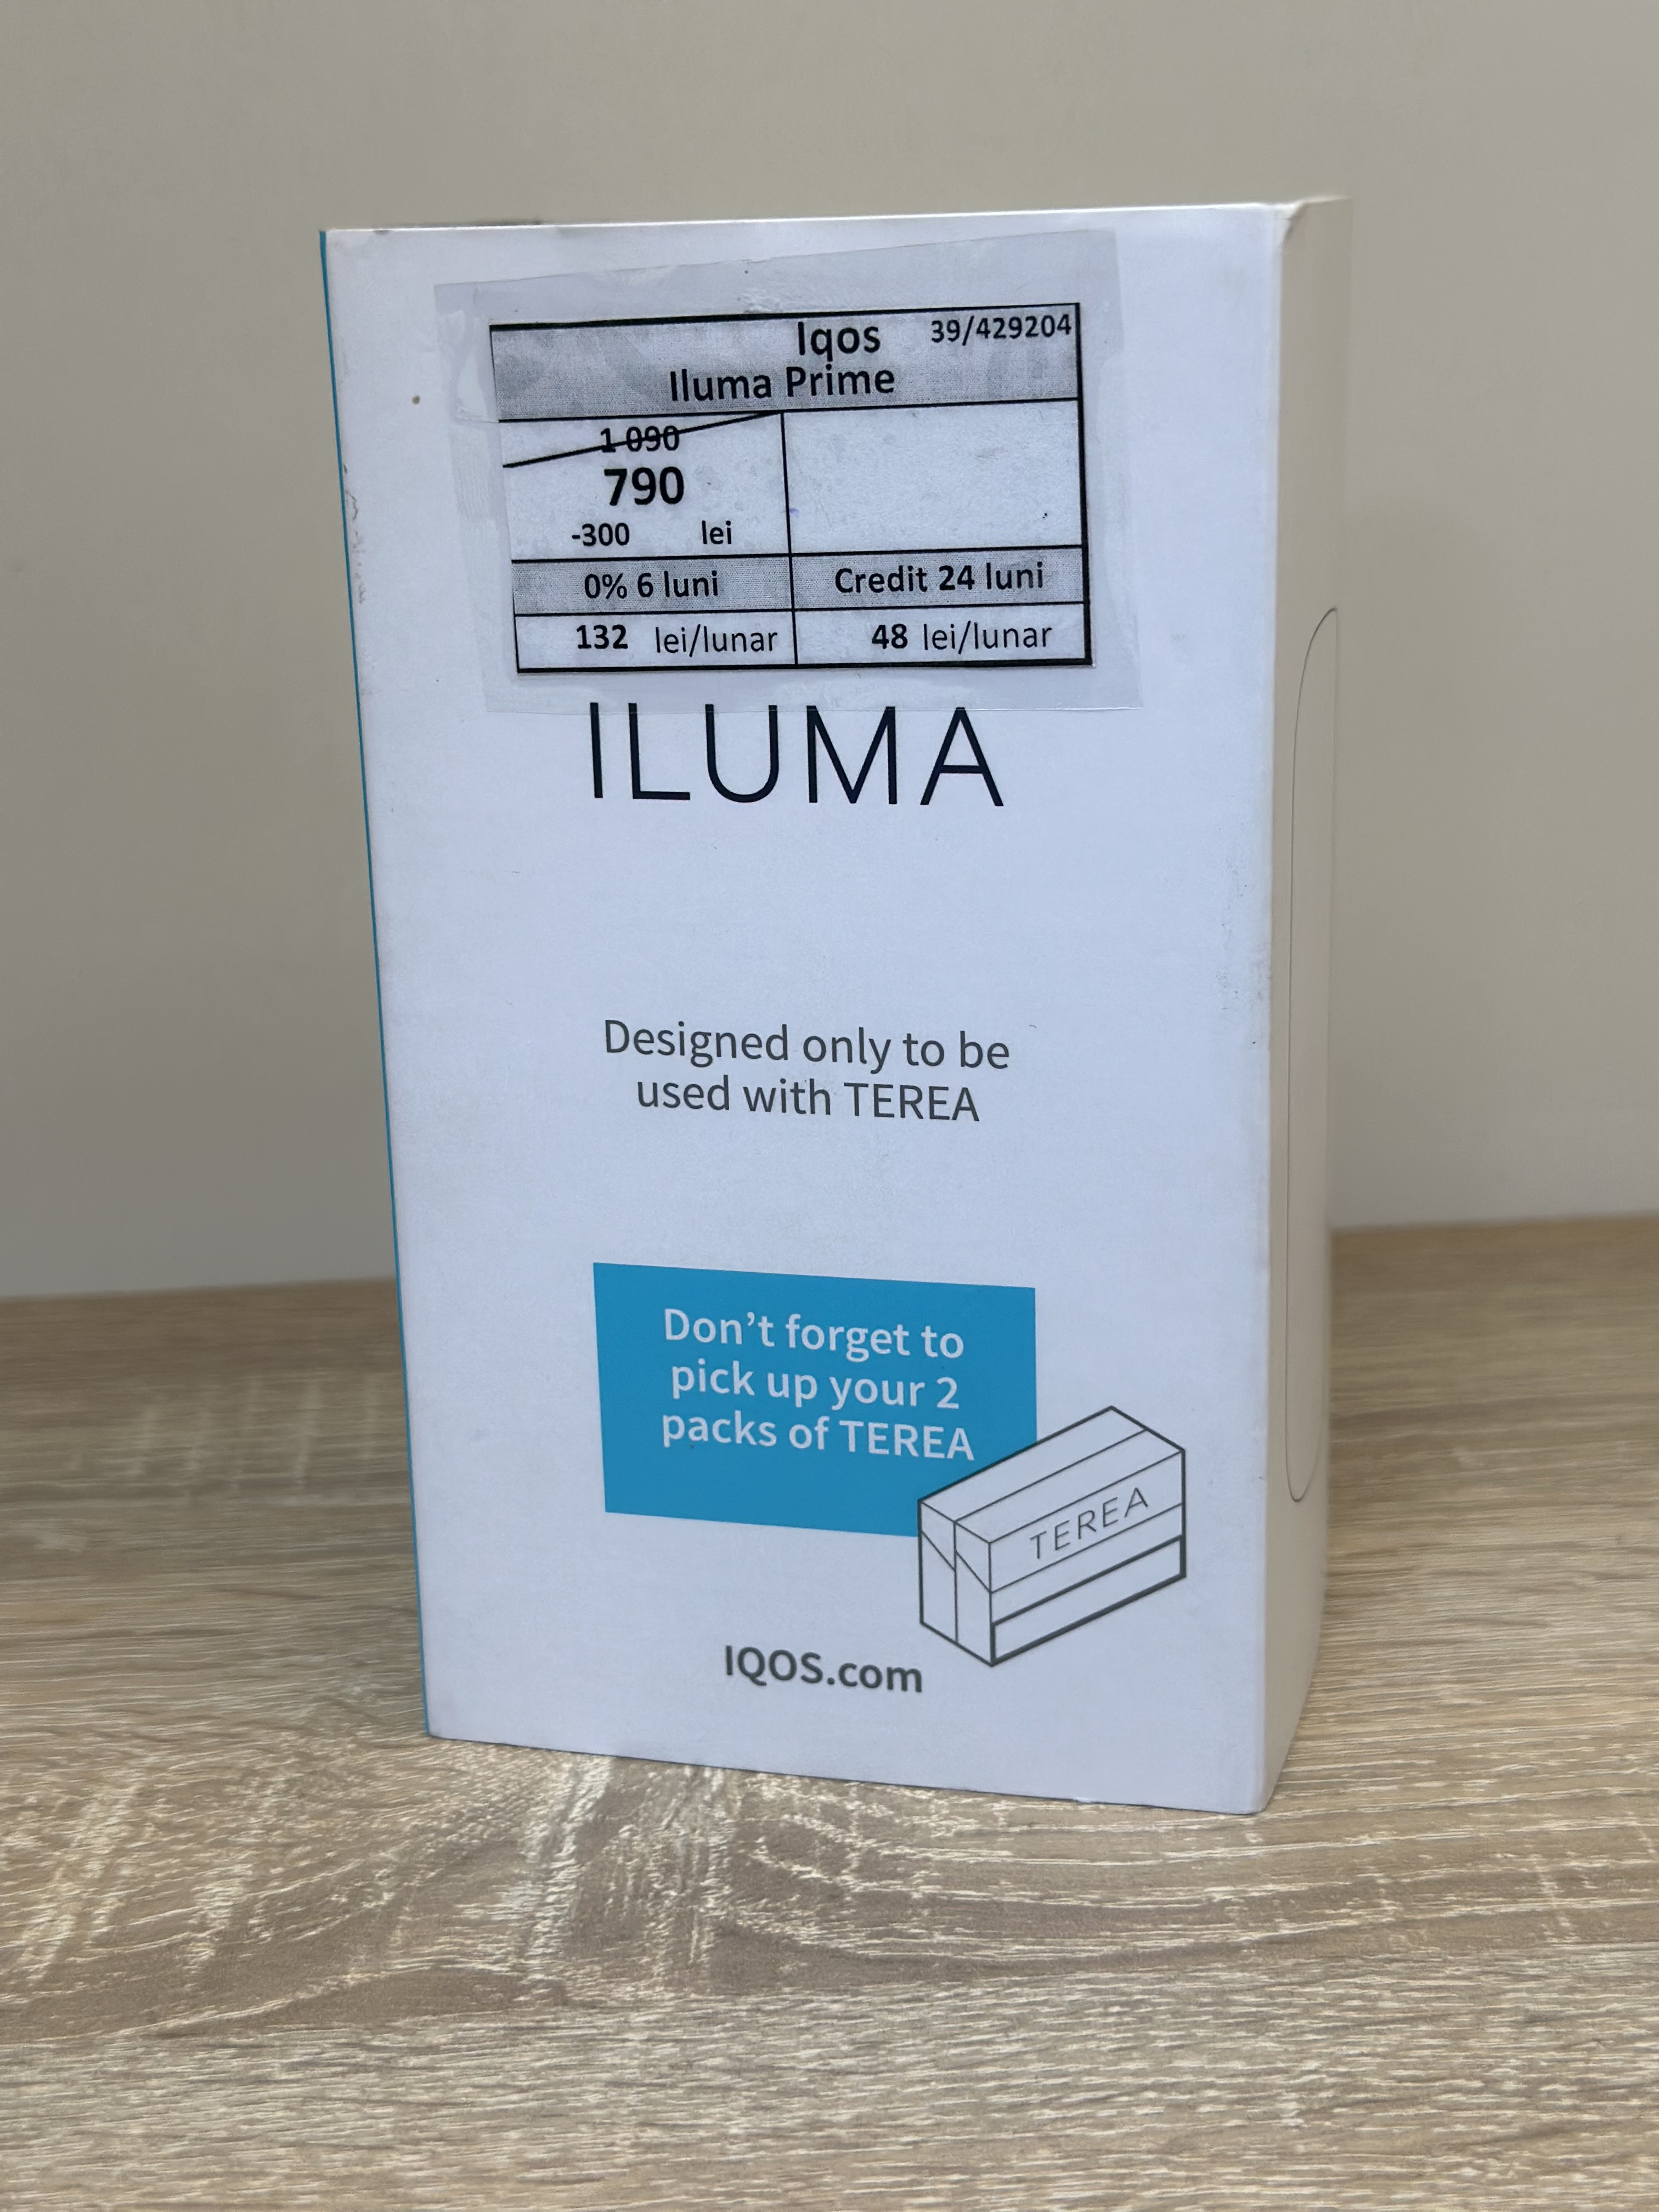 Iqos 39/429204
Iluma Prime
1 090
790
-300 lei
0% 6 luni Credit 24 luni
132 lei/lunar 48 lei/lunar
ILUMA
Designed only to be
used with TEREA
Don't forget to
pick up your 2
packs of TEREA
TEREA
IQOS.com